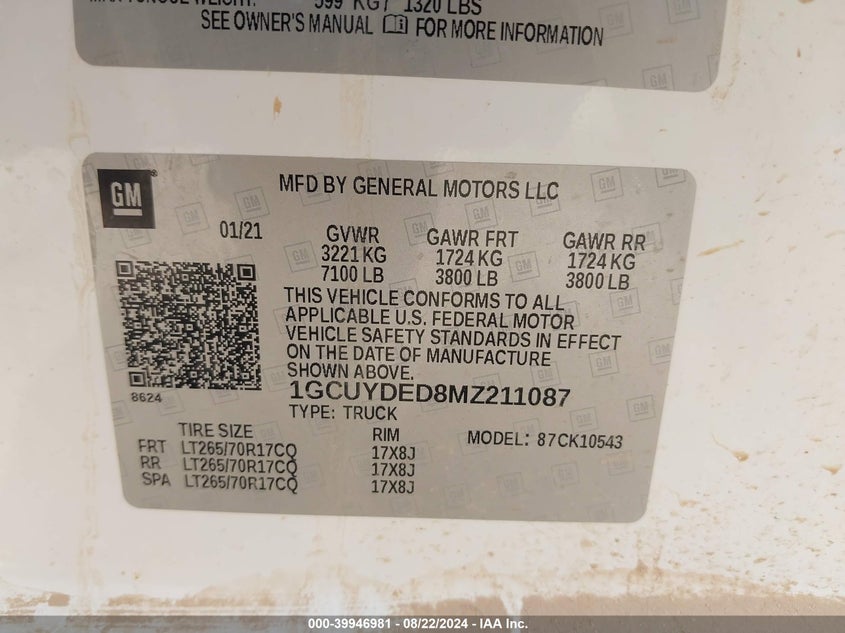 MAX TONGUE WEIGHT: 599 KG / 1320 LBS
SEE OWNER'S MANUAL FOR MORE INFORMATION
GM
MFD BY GENERAL MOTORS LLC
01/21 GVWR GAWR FRT GAWR RR
3221 KG 1724 KG 1724 KG
7100 LB 3800 LB 3800 LB
THIS VEHICLE CONFORMS TO ALL
APPLICABLE U.S. FEDERAL MOTOR
VEHICLE SAFETY STANDARDS IN EFFECT
ON THE DATE OF MANUFACTURE
SHOWN ABOVE.
8624
1GCUYDED8MZ211087
TYPE: TRUCK
TIRE SIZE RIM MODEL: 87CK10543
FRT LT265/70R17CQ 17X8J
RR LT265/70R17CQ 17X8J
SPA LT265/70R17CQ 17X8J
000-39946981 - 08/22/2024 - IAA Inc.